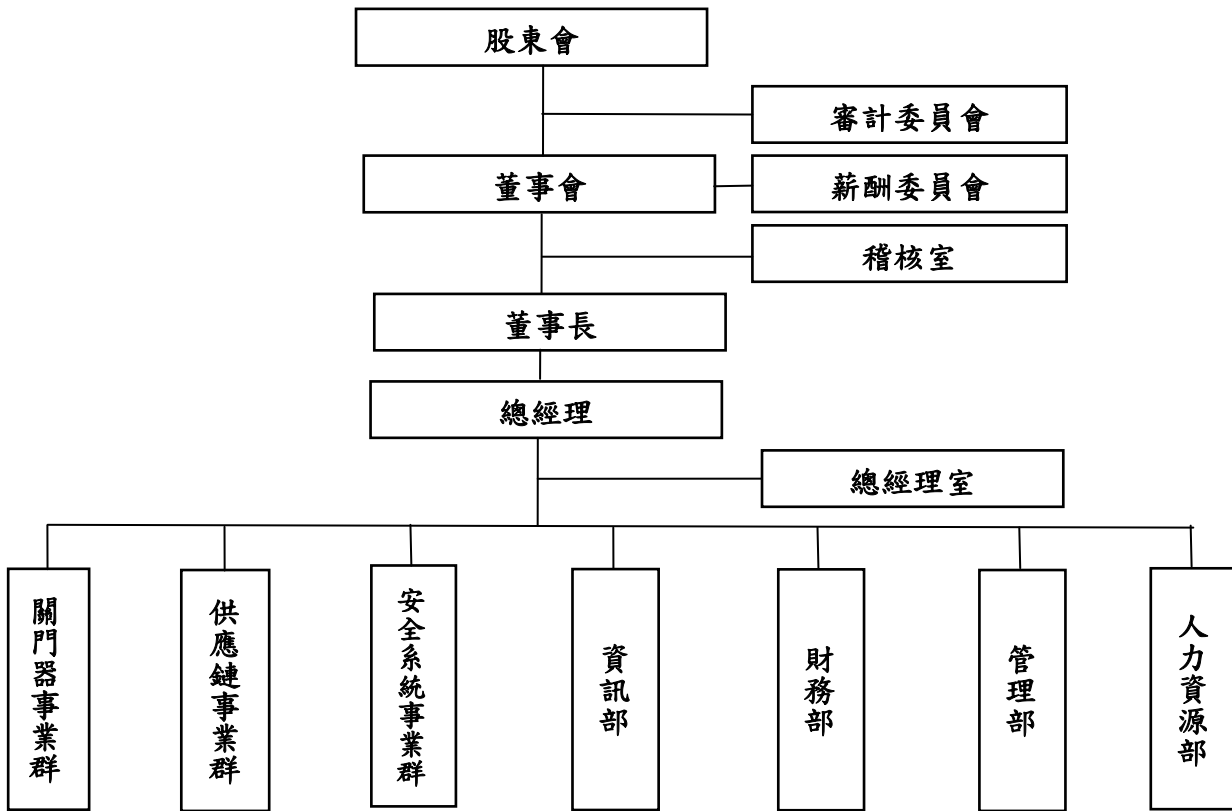 股東會
審計委員會
董事會
薪酬委員會
稽核室
董事長
總經理
總經理室
關門器事業群
供應鏈事業群
安全系統事業群
資訊部
財務部
管理部
人力資源部